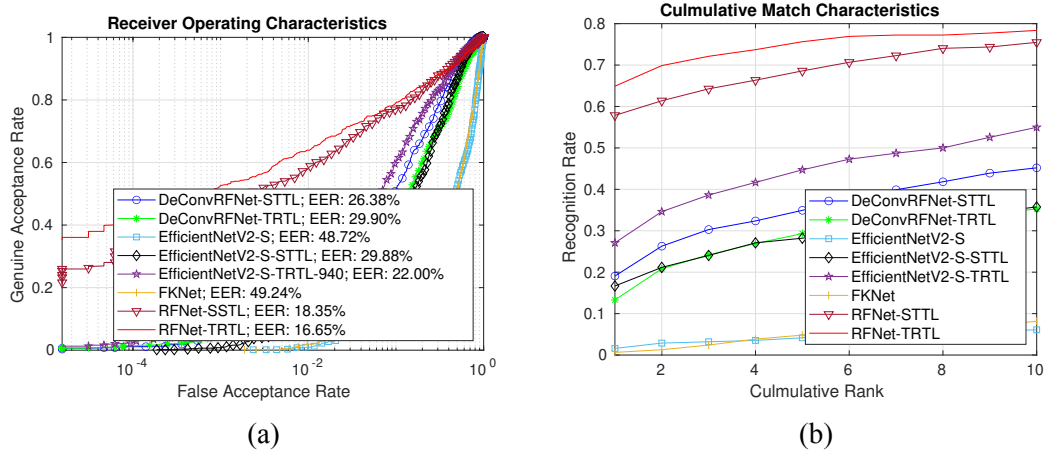 Receiver Operating Characteristics
1
0.8
0.6
0.4
0.2
0
Genuine Acceptance Rate
DeConvRFNet-STTL; EER: 26.38%
DeConvRFNet-TRTL; EER: 29.90%
EfficientNetV2-S; EER: 48.72%
EfficientNetV2-S-STTL; EER: 29.88%
EfficientNetV2-S-TRTL-940; EER: 22.00%
FKNet; EER: 49.24%
RFNet-SSTL; EER: 18.35%
RFNet-TRTL; EER: 16.65%
10-4
10-2
100
False Acceptance Rate
(a)
Culmulative Match Characteristics
0.8
0.7
0.6
0.5
0.4
0.3
0.2
0.1
0
Recognition Rate
DeConvRFNet-STTL
DeConvRFNet-TRTL
EfficientNetV2-S
EfficientNetV2-S-STTL
EfficientNetV2-S-TRTL
FKNet
RFNet-STTL
RFNet-TRTL
2
4
6
8
10
Culmulative Rank
(b)